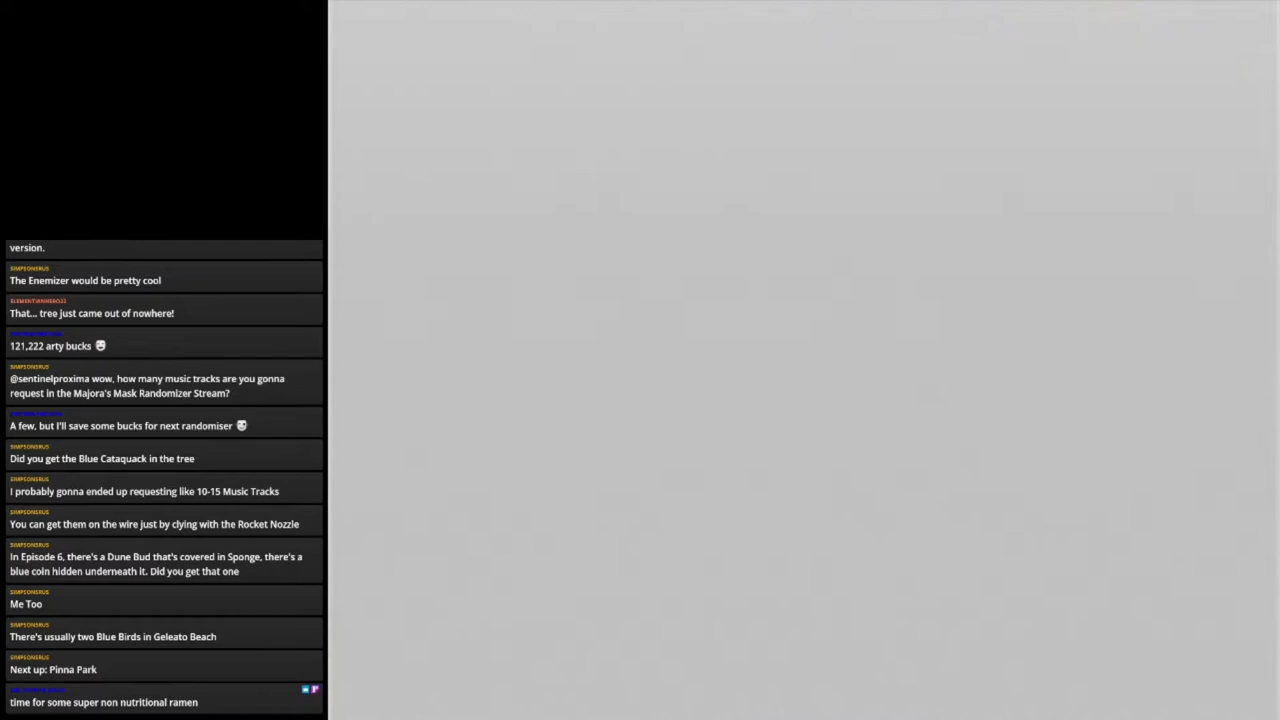 version.
SIMPSONSRUS
The Enemizer would be pretty cool
ELEMENTIANHERO22
That... tree just came out of nowhere!
121,222 arty bucks
SIMPSONSRUS
@sentinelproxima wow, how many music tracks are you gonna
request in the Majora's Mask Randomizer Stream?
A few, but I'll save some bucks for next randomiser
SIMPSONSRUS
Did you get the Blue Cataquack in the tree
SIMPSONSRUS
I probably gonna ended up requesting like 10-15 Music Tracks
SIMPSONSRUS
You can get them on the wire just by clying with the Rocket Nozzle
SIMPSONSRUS
In Episode 6, there's a Dune Bud that's covered in Sponge, there's a
blue coin hidden underneath it. Did you get that one
SIMPSONSRUS
Me Too
SIMPSONSRUS
There's usually two Blue Birds in Geleato Beach
SIMPSONSRUS
Next up: Pinna Park
time for some super non nutritional ramen